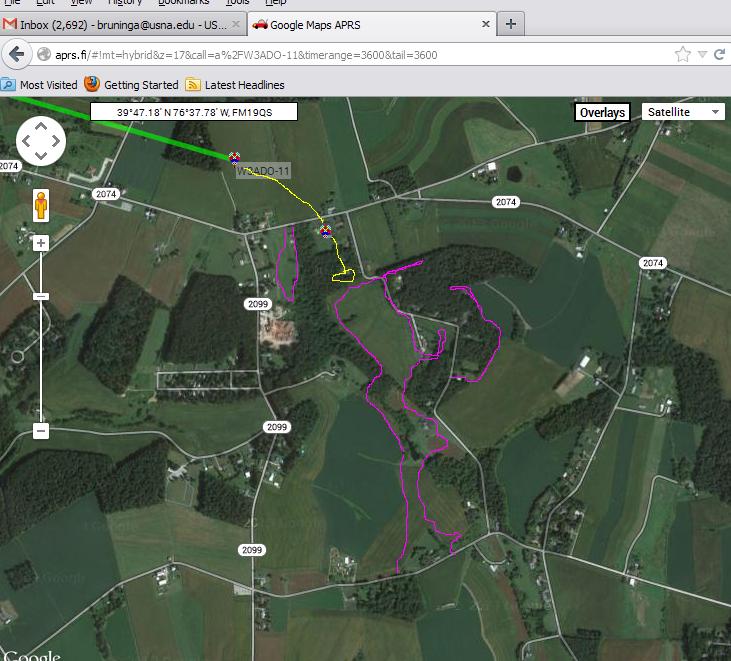 File Edit View History Bookmarks Tools Help
Inbox (2,692) - bruninga@usna.edu - US... × Google Maps APRS × +
aprs.fi/#!mt=hybrid&z=17&call=a%2FW3ADO-11&timerange=3600&tail=3600
Most Visited Getting Started Latest Headlines
39°47.18' N 76°37.78' W, FM19QS
Overlays
Satellite
2074
W3ADO-11
2074
2074
2074
2099
2099
2099
Google